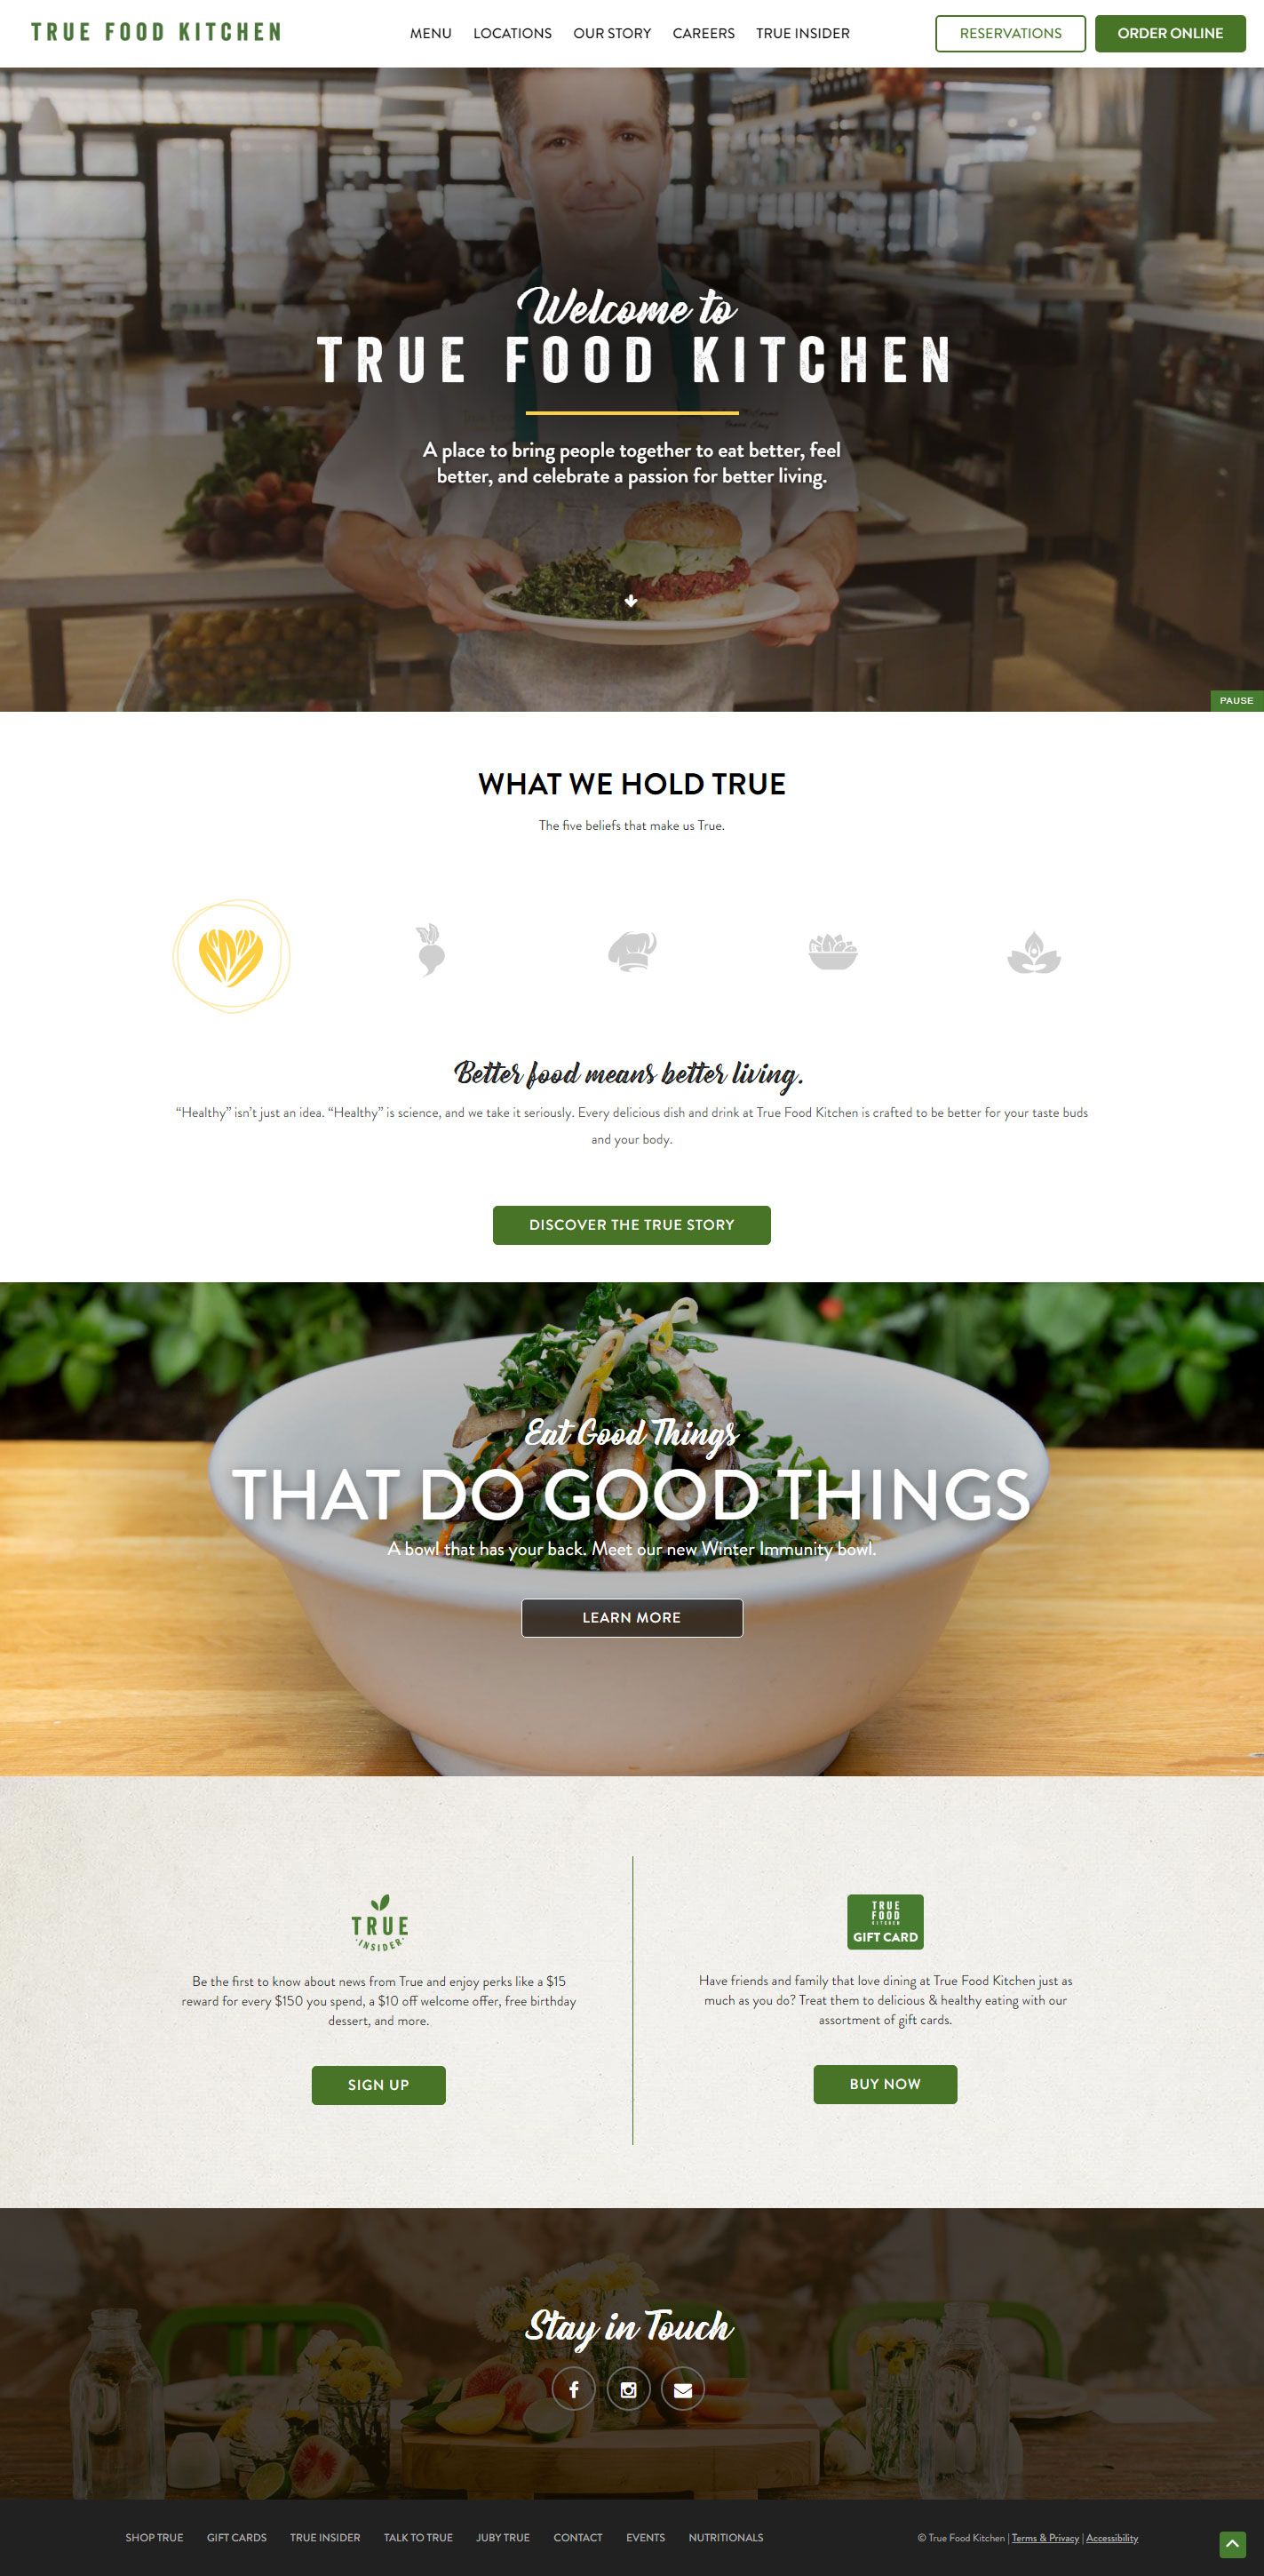 TRUE FOOD KITCHEN
MENU
LOCATIONS
OUR STORY
CAREERS
TRUE INSIDER
RESERVATIONS
ORDER ONLINE
Welcome to
TRUE FOOD KITCHEN
A place to bring people together to eat better, feel
better, and celebrate a passion for better living.
PAUSE
WHAT WE HOLD TRUE
The five beliefs that make us True.
Better food means better living.
“Healthy” isn’t just an idea. “Healthy” is science, and we take it seriously. Every delicious dish and drink at True Food Kitchen is crafted to be better for your taste buds
and your body.
DISCOVER THE TRUE STORY
Eat Good Things
THAT DO GOOD THINGS
A bowl that has your back. Meet our new Winter Immunity bowl.
LEARN MORE
TRUE
INSIDER
Be the first to know about news from True and enjoy perks like a $15
reward for every $150 you spend, a $10 off welcome offer, free birthday
dessert, and more.
SIGN UP
TRUE
FOOD
KITCHEN
GIFT CARD
Have friends and family that love dining at True Food Kitchen just as
much as you do? Treat them to delicious & healthy eating with our
assortment of gift cards.
BUY NOW
Stay in Touch
SHOP TRUE
GIFT CARDS
TRUE INSIDER
TALK TO TRUE
JUBY TRUE
CONTACT
EVENTS
NUTRITIONALS
© True Food Kitchen | Terms & Privacy | Accessibility